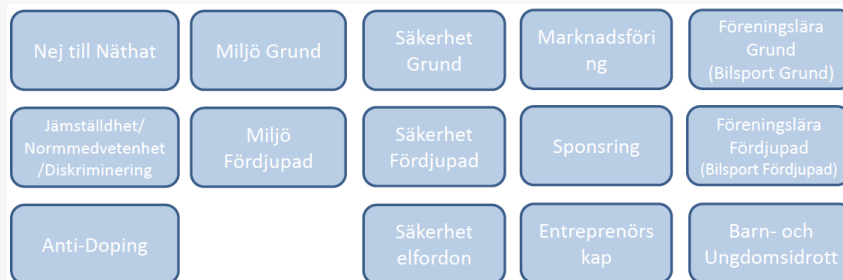 Nej till Näthat
Miljö Grund
Säkerhet
Grund
Marknadsföri
ng
Föreningslära
Grund
(Bilsport Grund)
Jämställdhet/
Normmedvetenhet
/Diskriminering
Miljö
Fördjupad
Säkerhet
Fördjupad
Sponsring
Föreningslära
Fördjupad
(Bilsport Fördjupad)
Anti-Doping
Säkerhet
elfordon
Entreprenörs
kap
Barn- och
Ungdomsidrott